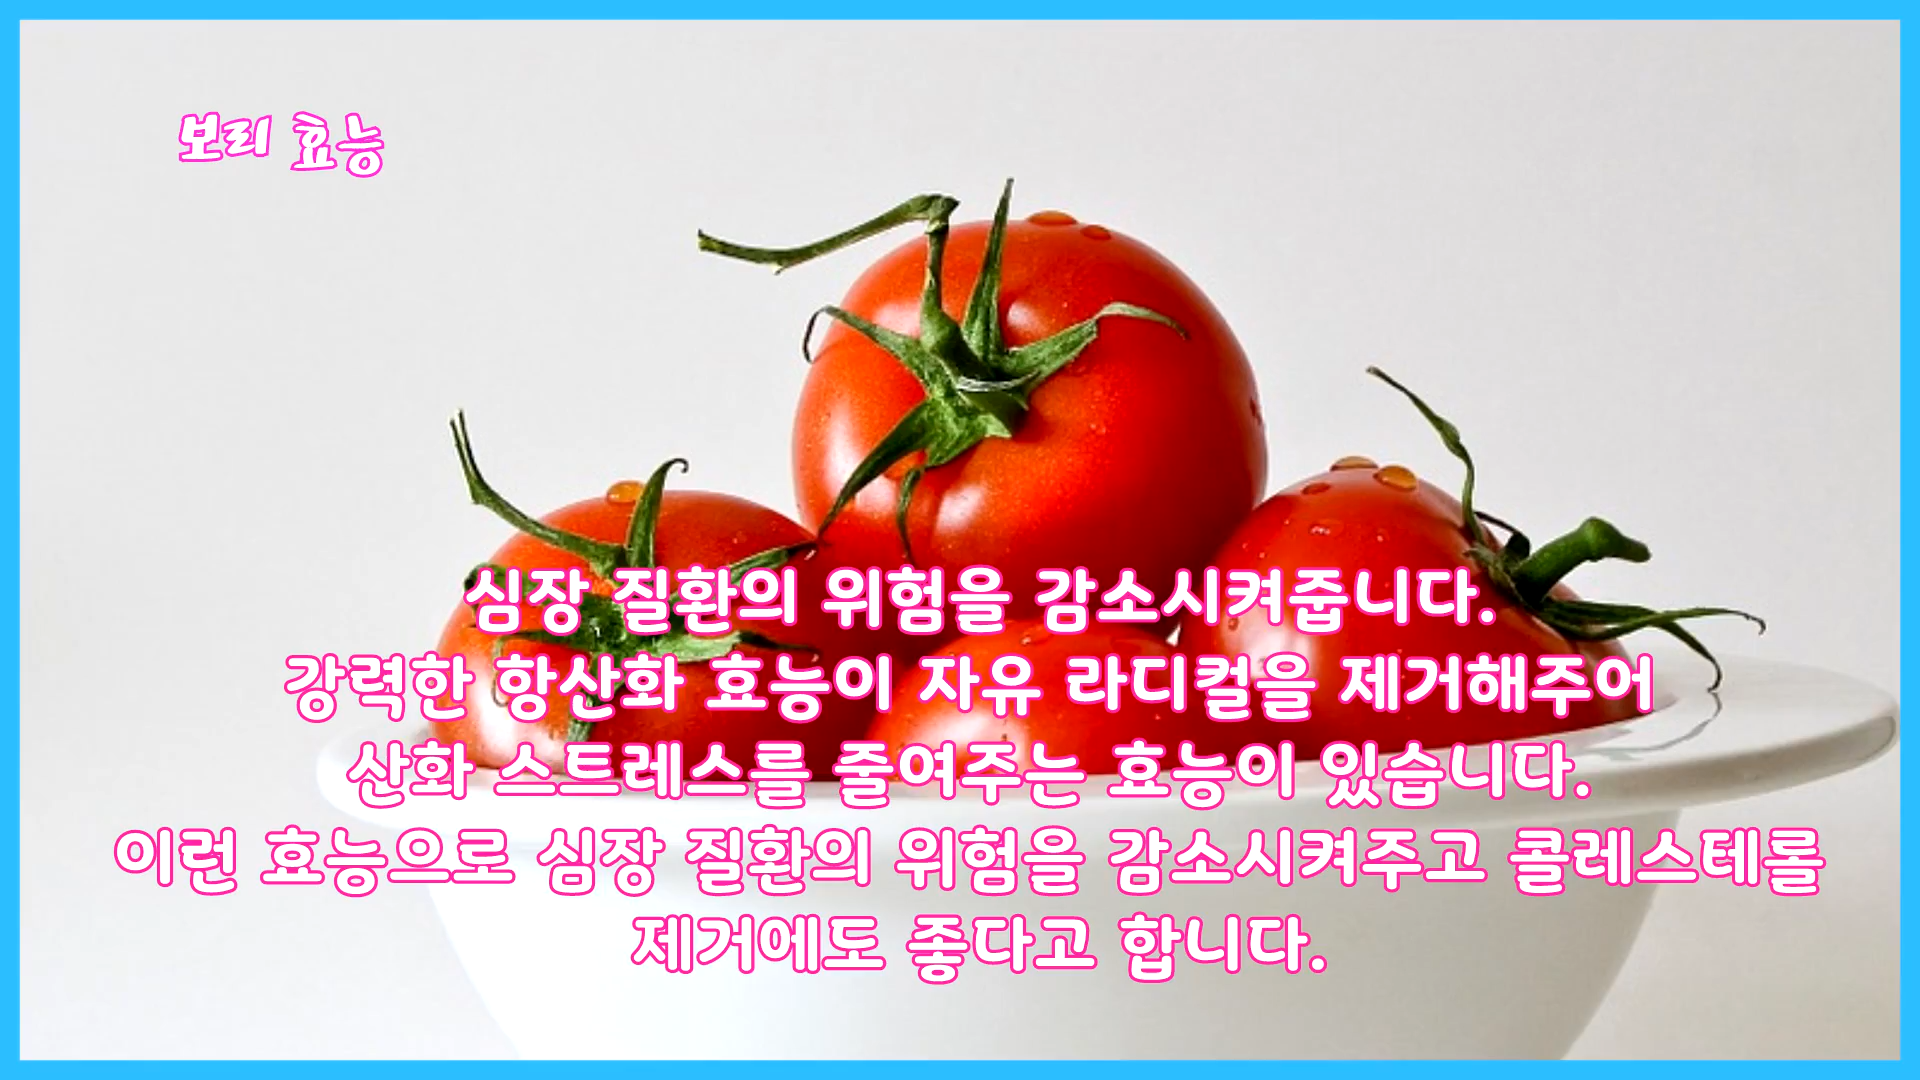 보리 효능
심장 질환의 위험을 감소시켜줍니다.
강력한 항산화 효능이 자유 라디컬을 제거해주어
산화 스트레스를 줄여주는 효능이 있습니다.
이런 효능으로 심장 질환의 위험을 감소시켜주고 콜레스테롤
제거에도 좋다고 합니다.